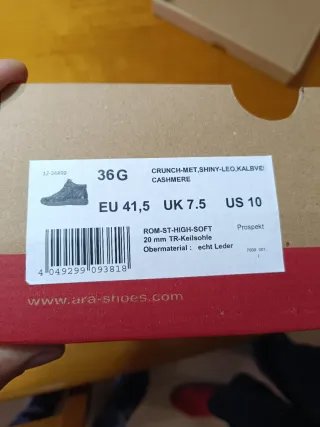 36G
CRUNCH-MET,SHINY-LEO,KALBVE
CASHMERE
EU 41,5 UK 7.5 US 10
ROM-ST-HIGH-SOFT
Prospekt
20 mm TR-Keilsohle
Obermaterial : echt Leder
4 049299 093818
www.ara-shoes.com